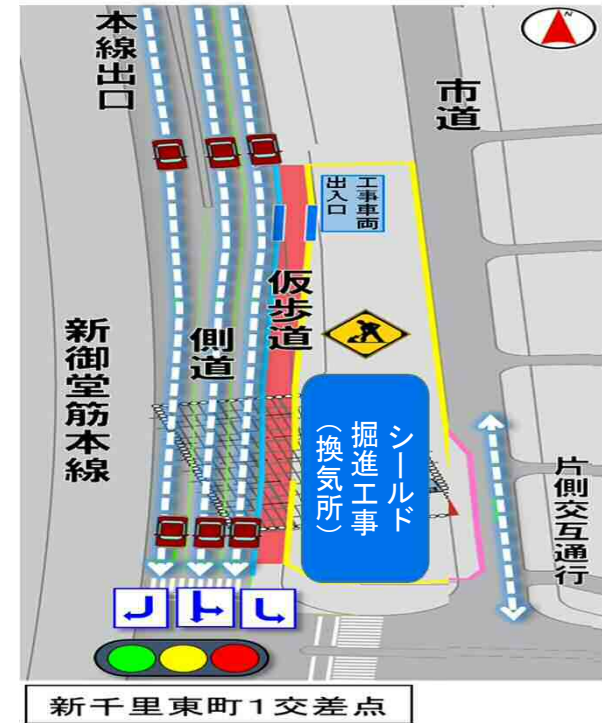 N
本線出口
市道
工事車両
出入口
仮歩道
側道
新御堂筋本線
シールド
掘進工事
（換気所）
片側交互通行
新千里東町1交差点